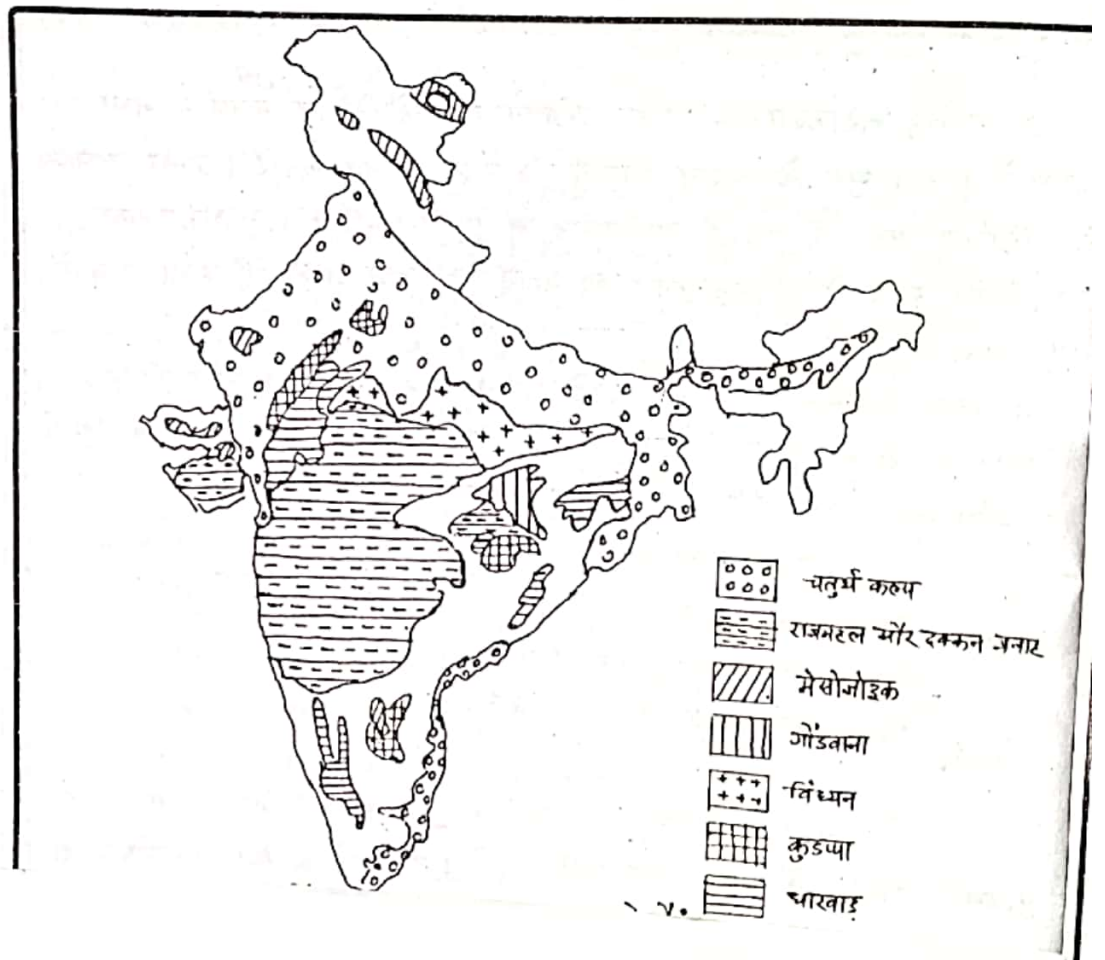 चतुर्थ कल्प
राजमहल और दक्कन
मेसोजोइक
गोंडवाना
विंध्यन
कुडप्पा
धारवाड़